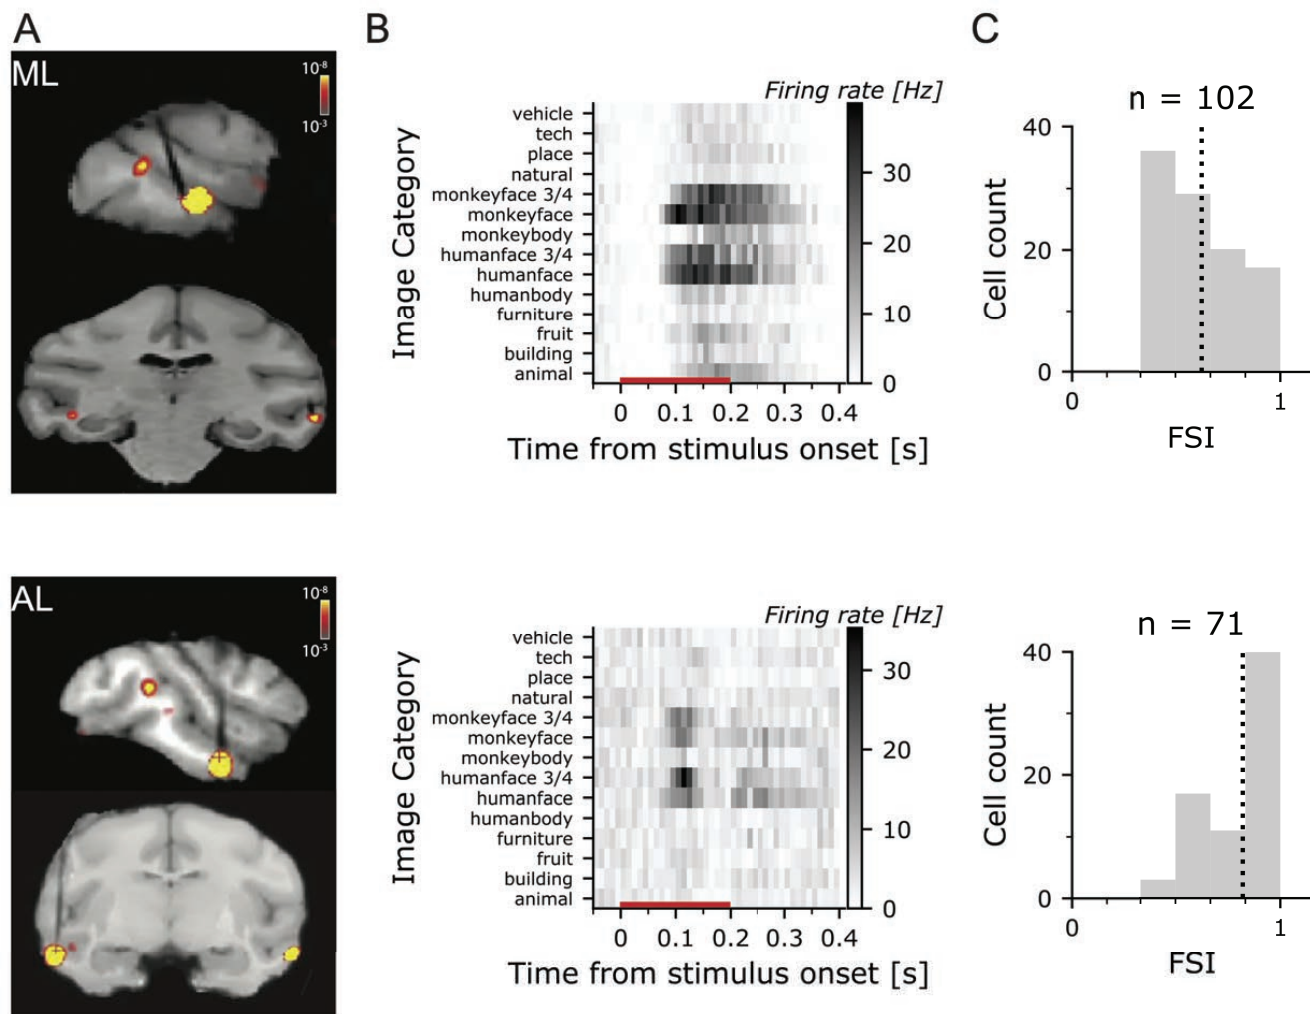 A
B
C
ML
10-8
10-3
Image Category
Firing rate [Hz]
vehicle
tech
place
natural
monkeyface 3/4
monkeyface
monkeybody
humanface 3/4
humanface
humanbody
furniture
fruit
building
animal
30
20
10
0
0 0.1 0.2 0.3 0.4
Time from stimulus onset [s]
n = 102
Cell count
40
20
0
0 1
FSI
AL
10-8
10-3
Image Category
Firing rate [Hz]
vehicle
tech
place
natural
monkeyface 3/4
monkeyface
monkeybody
humanface 3/4
humanface
humanbody
furniture
fruit
building
animal
30
20
10
0
0 0.1 0.2 0.3 0.4
Time from stimulus onset [s]
n = 71
Cell count
40
20
0
0 1
FSI